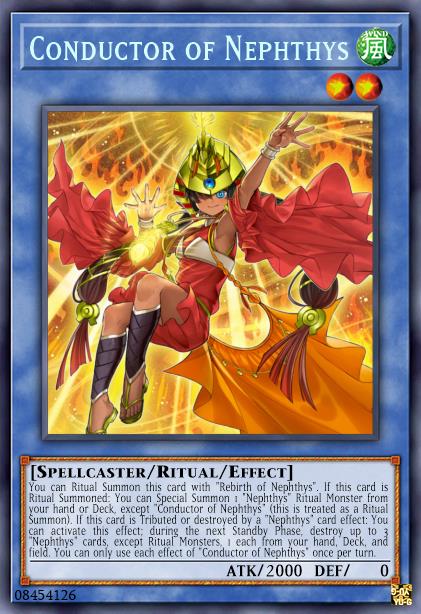 CONDUCTOR OF NEPHTHYS
WIND
風
[SPELLCASTER/RITUAL/EFFECT]
You can Ritual Summon this card with "Rebirth of Nephthys". If this card is
Ritual Summoned: You can Special Summon 1 "Nephthys" Ritual Monster from
your hand or Deck, except "Conductor of Nephthys" (this is treated as a Ritual
Summon). If this card is Tributed or destroyed by a "Nephthys" card effect: You
can activate this effect; during the next Standby Phase, destroy up to 3
"Nephthys" cards, except Ritual Monsters, 1 each from your hand, Deck, and
field. You can only use each effect of "Conductor of Nephthys" once per turn.
ATK/2000 DEF/ 0
08454126